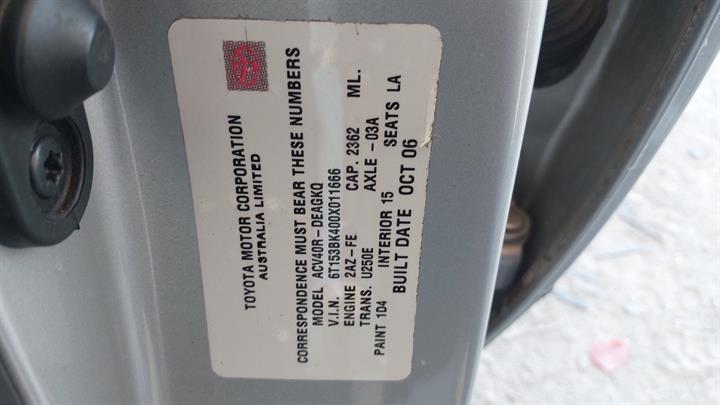 TOYOTA MOTOR CORPORATION
AUSTRALIA LIMITED
CORRESPONDENCE MUST BEAR THESE NUMBERS
MODEL ACV40R-DEAGKQ
V.I.N. 6T153BK400X011666
ENGINE 2AZ-FE CAP. 2362 ML.
TRANS. U250E AXLE -03A
PAINT 1D4 INTERIOR 15 SEATS LA
BUILT DATE OCT 06